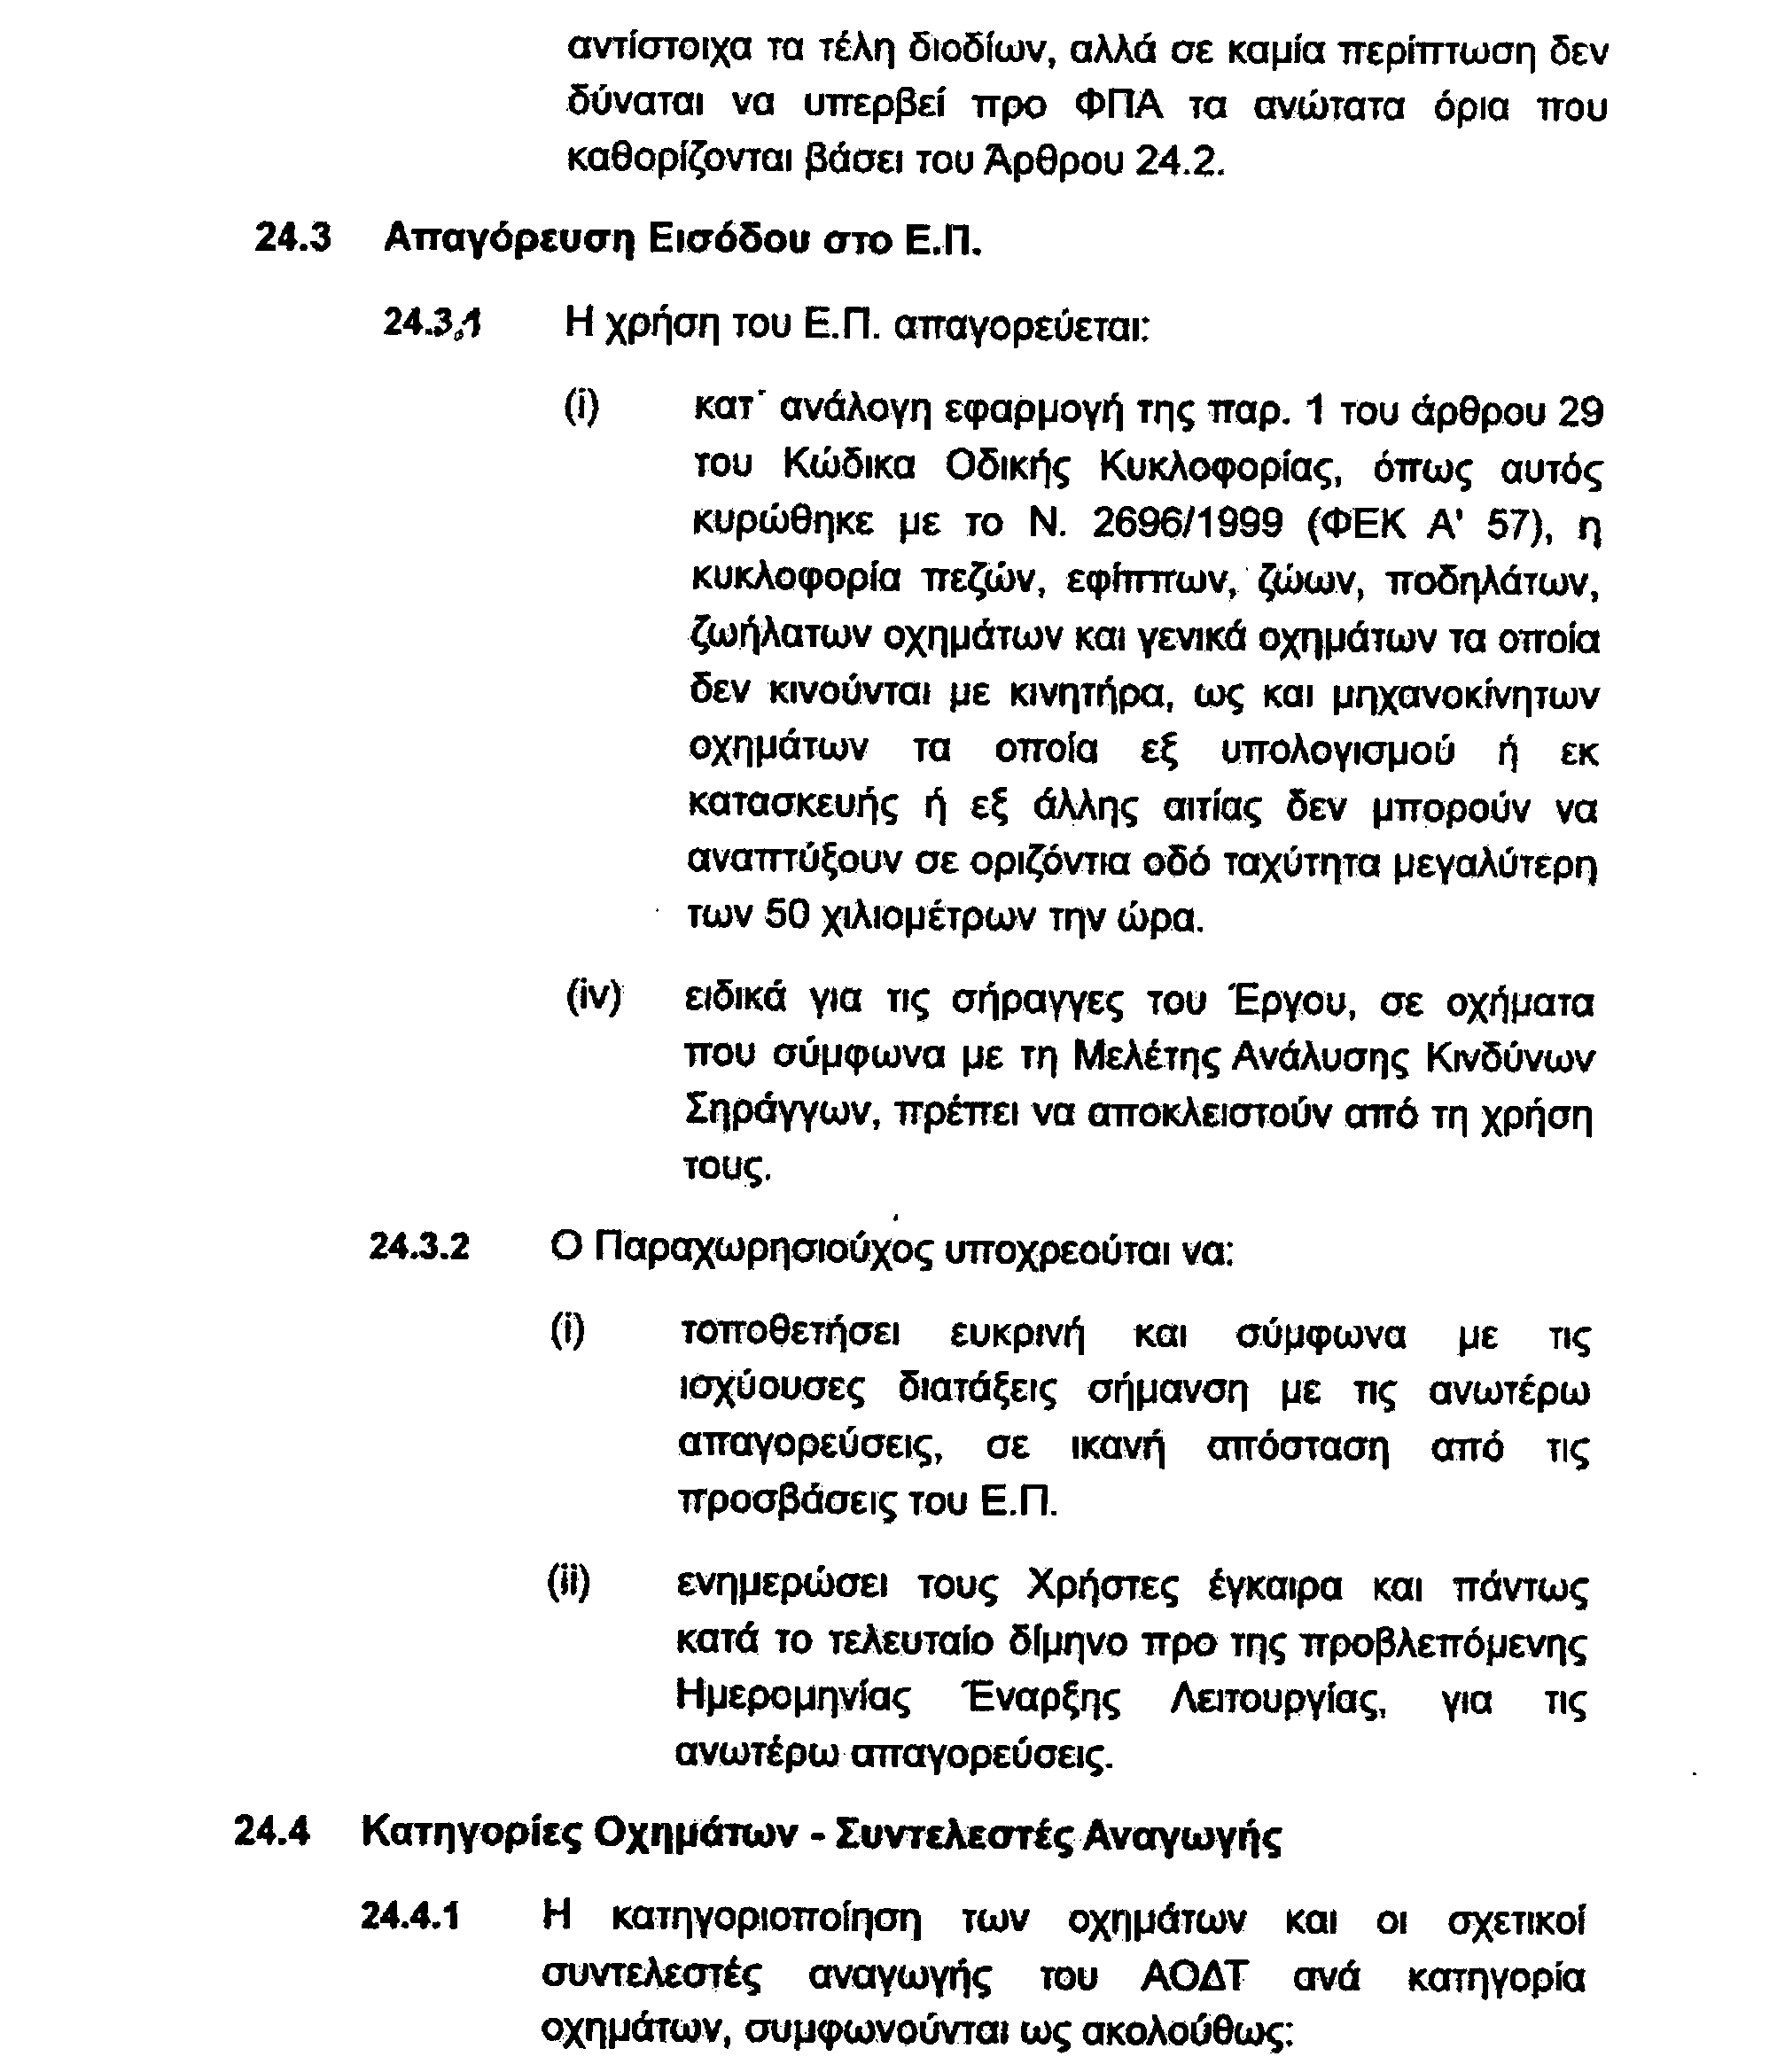 αντίστοιχα τα τέλη διοδίων, αλλά σε καμία περίπτωση δεν
δύναται να υπερβεί προ ΦΠΑ τα ανώτατα όρια που
καθορίζονται βάσει του Άρθρου 24.2.
24.3 Απαγόρευση Εισόδου στο Ε.Π.
24.3.1 Η χρήση του Ε.Π. απαγορεύεται:
(i) κατ' ανάλογη εφαρμογή της παρ. 1 του άρθρου 29
του Κώδικα Οδικής Κυκλοφορίας, όπως αυτός
κυρώθηκε με το Ν. 2696/1999 (ΦΕΚ Α' 57), η
κυκλοφορία πεζών, εφίππων, ζώων, ποδηλάτων,
ζωήλατων οχημάτων και γενικά οχημάτων τα οποία
δεν κινούνται με κινητήρα, ως και μηχανοκίνητων
οχημάτων τα οποία εξ υπολογισμού ή εκ
κατασκευής ή εξ άλλης αιτίας δεν μπορούν να
αναπτύξουν σε οριζόντια οδό ταχύτητα μεγαλύτερη
των 50 χιλιομέτρων την ώρα.
(iv) ειδικά για τις σήραγγες του Έργου, σε οχήματα
που σύμφωνα με τη Μελέτης Ανάλυσης Κινδύνων
Σηράγγων, πρέπει να αποκλειστούν από τη χρήση
τους.
24.3.2 Ο Παραχωρησιούχος υποχρεούται να:
(i) τοποθετήσει ευκρινή και σύμφωνα με τις
ισχύουσες διατάξεις σήμανση με τις ανωτέρω
απαγορεύσεις, σε ικανή απόσταση από τις
προσβάσεις του Ε.Π.
(ii) ενημερώσει τους Χρήστες έγκαιρα και πάντως
κατά το τελευταίο δίμηνο προ της προβλεπόμενης
Ημερομηνίας Έναρξης Λειτουργίας, για τις
ανωτέρω απαγορεύσεις.
24.4 Κατηγορίες Οχημάτων - Συντελεστές Αναγωγής
24.4.1 Η κατηγοριοποίηση των οχημάτων και οι σχετικοί
συντελεστές αναγωγής του ΑΟΔΤ ανά κατηγορία
οχημάτων, συμφωνούνται ως ακολούθως: